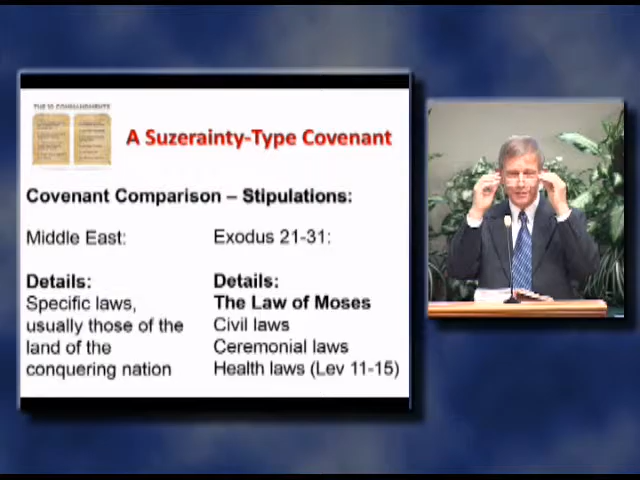 THE 10 COMMANDMENTS
A Suzerainty-Type Covenant
Covenant Comparison – Stipulations:
Middle East:
Exodus 21-31:
Details:
Specific laws,
usually those of the
land of the
conquering nation
Details:
The Law of Moses
Civil laws
Ceremonial laws
Health laws (Lev 11-15)